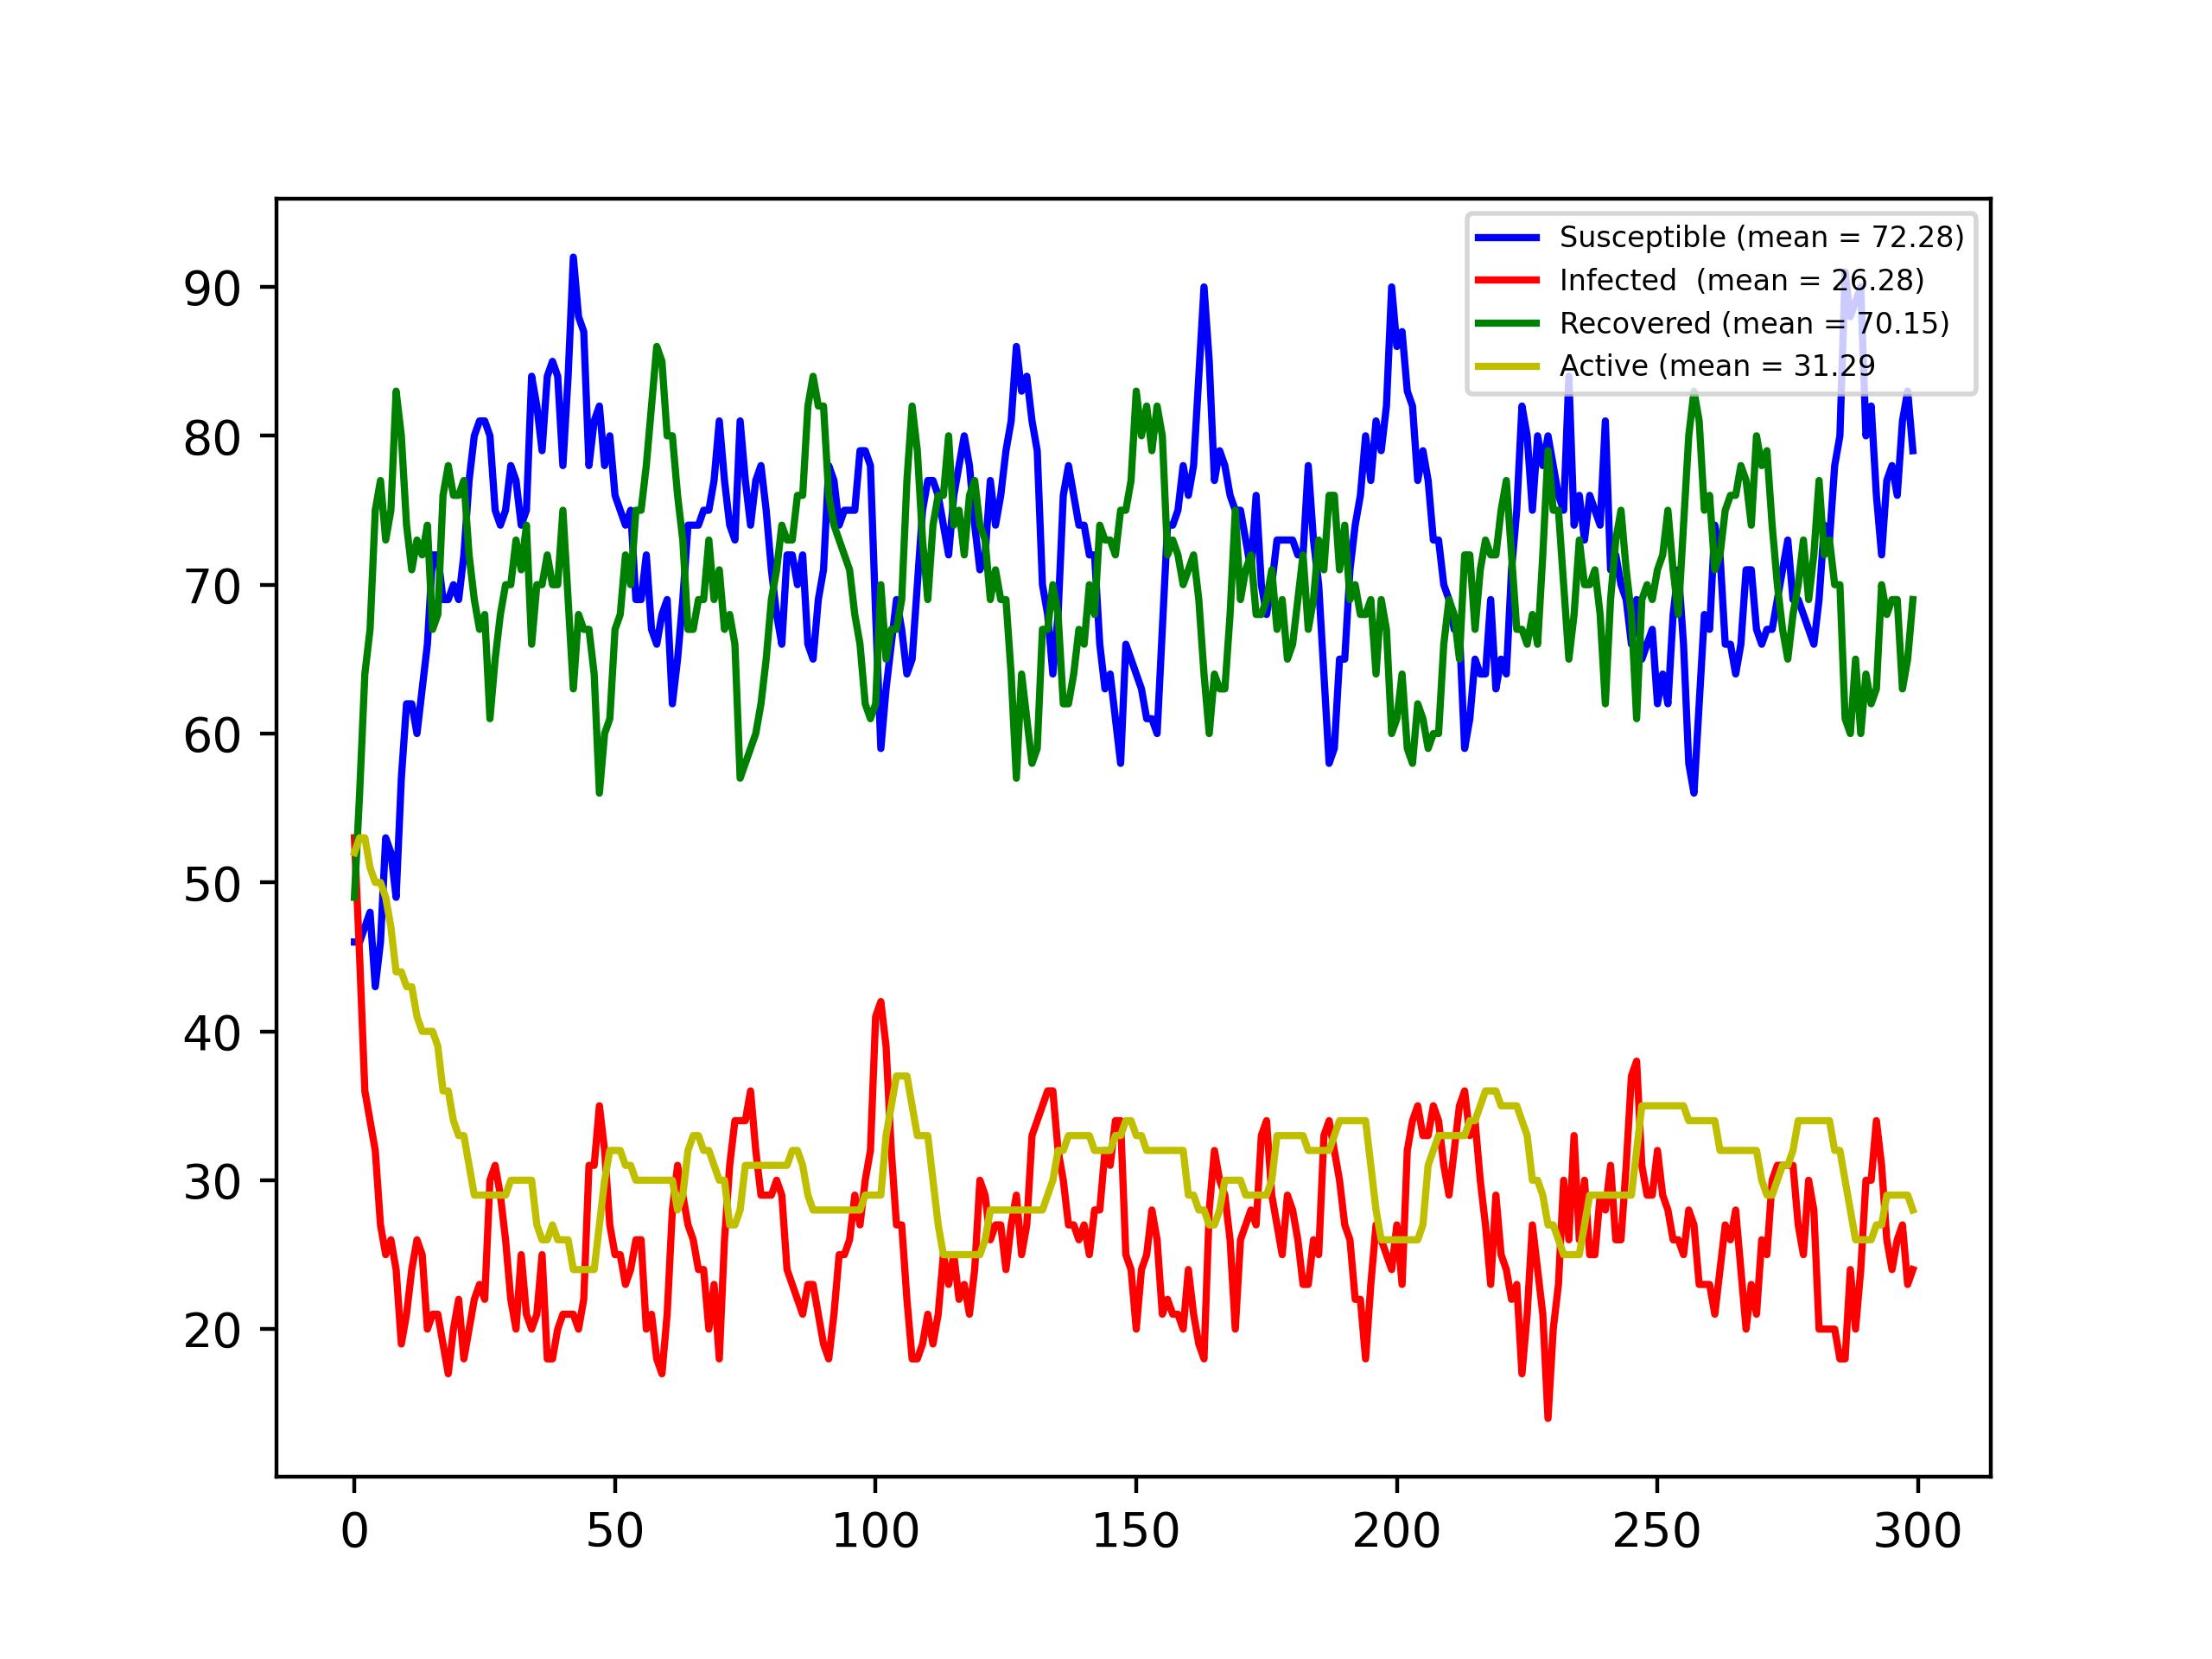 Susceptible (mean = 72.28)
Infected  (mean = 26.28)
Recovered (mean = 70.15)
Active (mean = 31.29
90
80
70
60
50
40
30
20
0 50 100 150 200 250 300